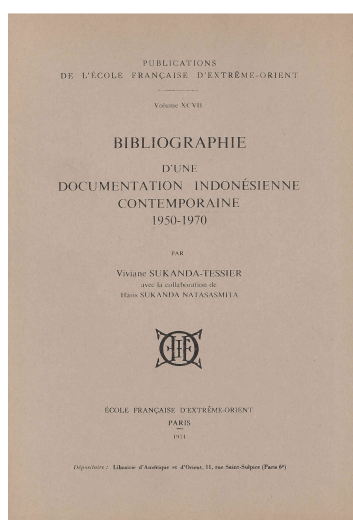 PUBLICATIONS
DE L'ÉCOLE FRANÇAISE D'EXTRÊME-ORIENT
Volume XCVII
BIBLIOGRAPHIE
D'UNE
DOCUMENTATION INDONÉSIENNE
CONTEMPORAINE
1950-1970
PAR
Viviane SUKANDA-TESSIER
avec la collaboration de
Haris SUKANDA NATASASMITA
ÉCOLE FRANÇAISE D'EXTRÊME-ORIENT
PARIS
1974
Dépositaire : Librairie d'Amérique et d'Orient, 11, rue Saint-Sulpice (Paris 6e)